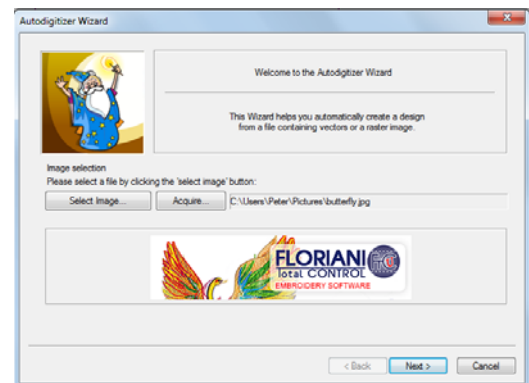 Autodigitizer Wizard
Welcome to the Autodigitizer Wizard
This Wizard helps you automatically create a design
from a file containing vectors or a raster image.
Image selection
Please select a file by clicking the 'select image' button:
Select Image...
Acquire...
C:\Users\Peter\Pictures\butterfly.jpg
FLORIANI
Total CONTROL
EMBROIDERY SOFTWARE
< Back
Next >
Cancel